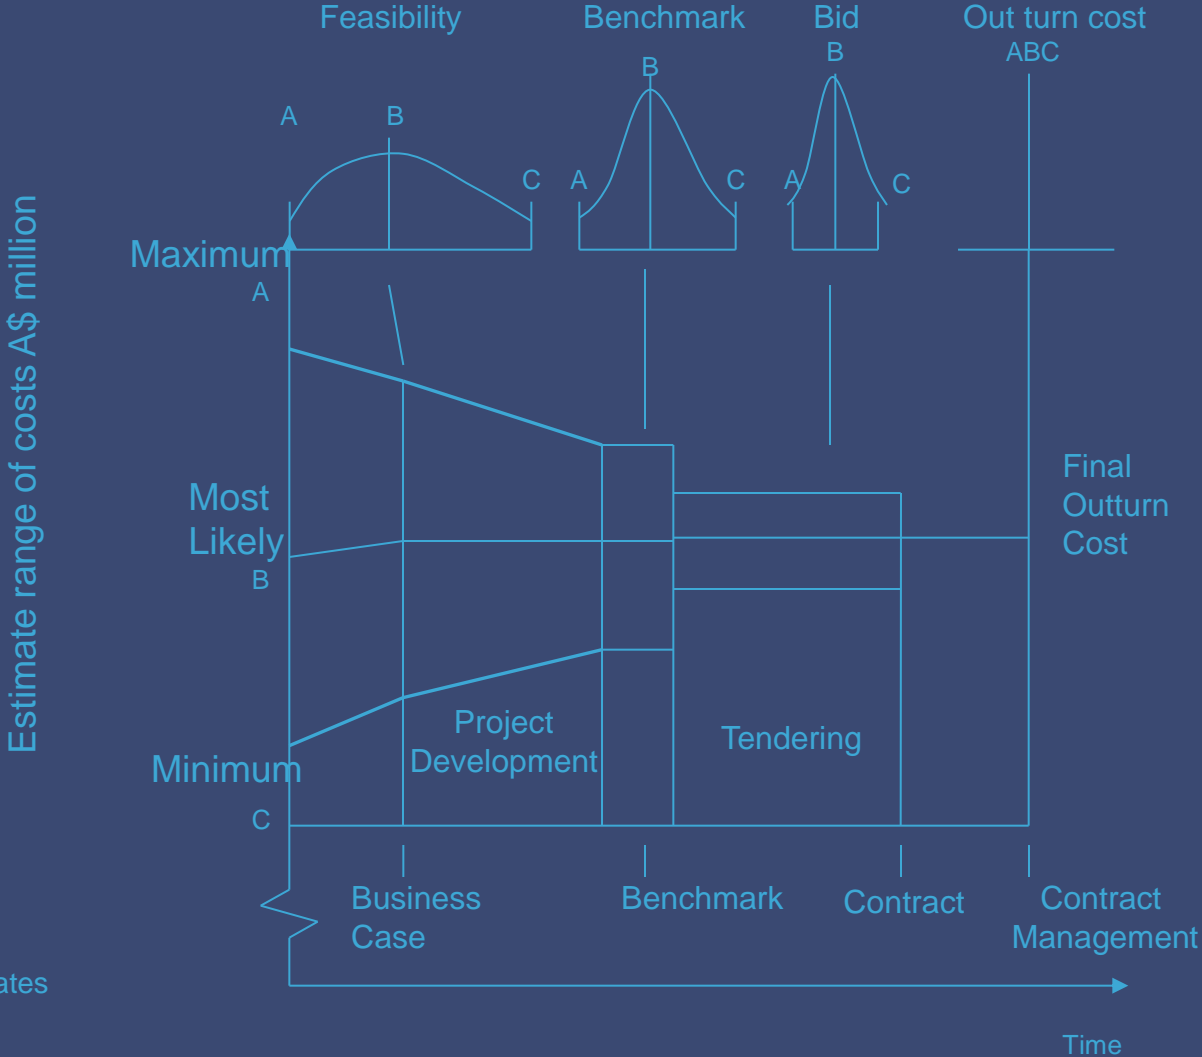 Feasibility
Benchmark
Bid
Out turn cost
A
B
C
A
B
C
A
B
C
ABC
Estimate range of costs A$ million
Maximum
A
Most
Likely
B
Minimum
C
Project
Development
Tendering
Final
Outturn
Cost
Business
Case
Benchmark
Contract
Contract
Management
Time